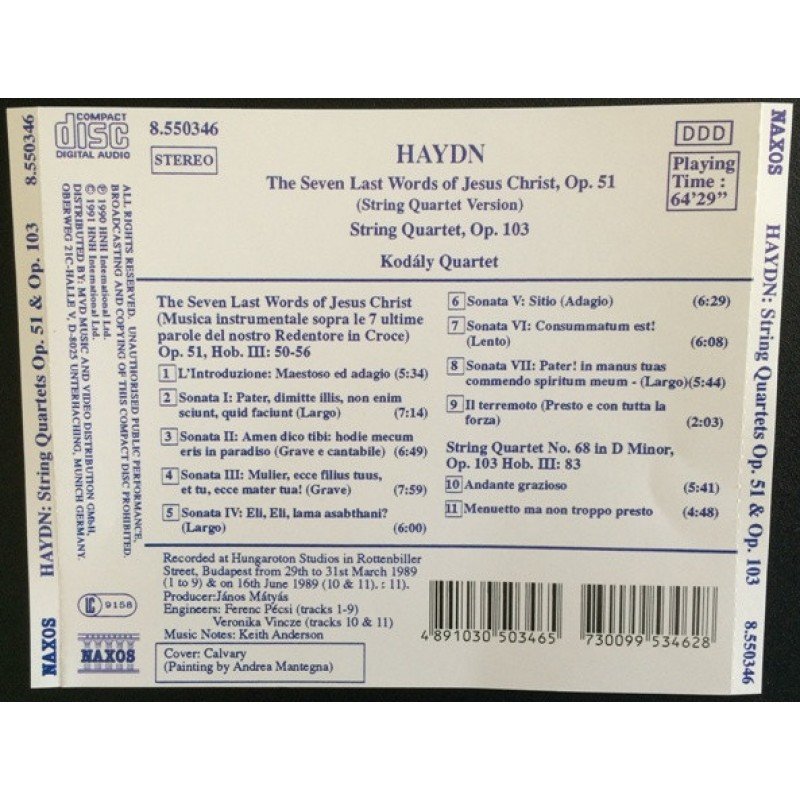 8.550346
HAYDN: String Quartets Op. 51 & Op. 103
NAXOS
COMPACT
disc
DIGITAL AUDIO
ALL RIGHTS RESERVED. UNAUTHORISED PUBLIC PERFORMANCE,
BROADCASTING AND COPYING OF THIS COMPACT DISC PROHIBITED.
℗ 1990 HNH International Ltd.
© 1991 HNH International Ltd.
DISTRIBUTED BY: MVD MUSIC AND VIDEO DISTRIBUTION GMbH,
OBERWEG 21C-HALLE V, D-8025 UNTERHACHING, MUNICH GERMANY.
LC 9158
NAXOS
8.550346
STEREO
HAYDN
The Seven Last Words of Jesus Christ, Op. 51
(String Quartet Version)
String Quartet, Op. 103
Kodály Quartet
DDD
Playing
Time :
64'29"
The Seven Last Words of Jesus Christ
(Musica instrumentale sopra le 7 ultime
parole del nostro Redentore in Croce)
Op. 51, Hob. III: 50-56
1 L'Introduzione: Maestoso ed adagio (5:34)
2 Sonata I: Pater, dimitte illis, non enim
sciunt, quid faciunt (Largo) (7:14)
3 Sonata II: Amen dico tibi: hodie mecum
eris in paradiso (Grave e cantabile) (6:49)
4 Sonata III: Mulier, ecce filius tuus,
et tu, ecce mater tua! (Grave) (7:59)
5 Sonata IV: Eli, Eli, lama asabthani?
(Largo) (6:00)
6 Sonata V: Sitio (Adagio) (6:29)
7 Sonata VI: Consummatum est!
(Lento) (6:08)
8 Sonata VII: Pater! in manus tuas
commendo spiritum meum - (Largo)(5:44)
9 Il terremoto (Presto e con tutta la
forza) (2:03)
String Quartet No. 68 in D Minor,
Op. 103 Hob. III: 83
10 Andante grazioso (5:41)
11 Menuetto ma non troppo presto (4:48)
Recorded at Hungaroton Studios in Rottenbiller
Street, Budapest from 29th to 31st March 1989
(1 to 9) & on 16th June 1989 (10 & 11). : 11).
Producer:János Mátyás
Engineers: Ferenc Pécsi (tracks 1-9)
Veronika Vincze (tracks 10 & 11)
Music Notes: Keith Anderson
Cover: Calvary
(Painting by Andrea Mantegna)
4 891030 503465
730099 534628
NAXOS
HAYDN: String Quartets Op. 51 & Op. 103
8.550346